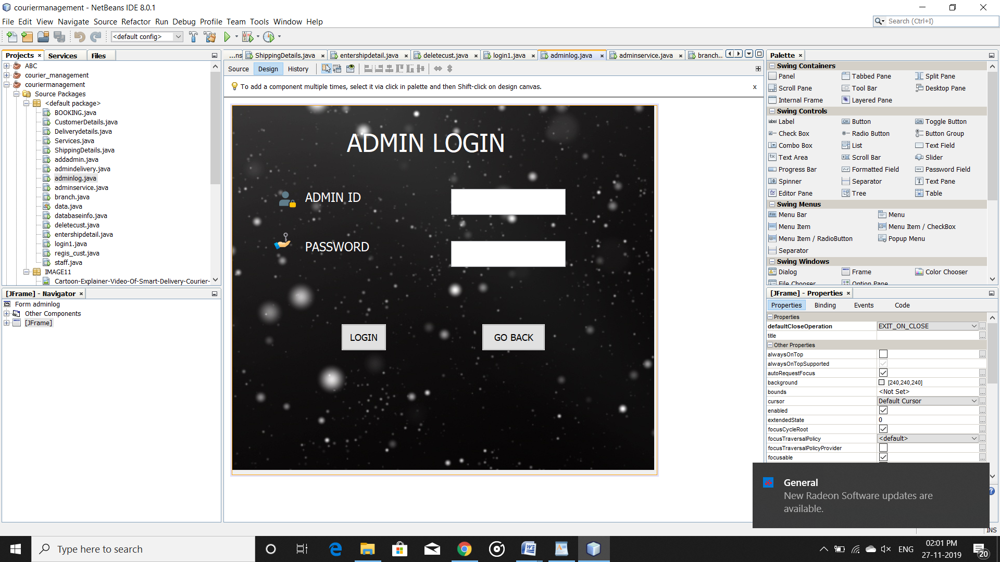 couriermanagement - NetBeans IDE 8.0.1
File Edit View Navigate Source Refactor Run Debug Profile Team Tools Window Help
Search (Ctrl+I)
<default config>
Projects
Services
Files
ABC
courier_management
couriermanagement
Source Packages
<default package>
BOOKING.java
CustomerDetails.java
Deliverydetails.java
Services.java
ShippingDetails.java
addadmin.java
admindelivery.java
adminlog.java
adminservice.java
branch.java
data.java
databaseinfo.java
deletecust.java
entershipdetail.java
login1.java
regis_cust.java
staff.java
IMAGE11
Cartoon-Explainer-Video-Of-Smart-Delivery-Courier-
[JFrame] - Navigator
Form adminlog
Other Components
[JFrame]
...ns ShippingDetails.java entershipdetail.java deletecust.java login1.java adminlog.java adminservice.java branch...
Source Design History
To add a component multiple times, select it via click in palette and then Shift-click on design canvas.
x
ADMIN LOGIN
ADMIN ID
PASSWORD
LOGIN GO BACK
Palette
Swing Containers
Panel Tabbed Pane Split Pane
Scroll Pane Tool Bar Desktop Pane
Internal Frame Layered Pane
Swing Controls
Label Button Toggle Button
Check Box Radio Button Button Group
Combo Box List Text Field
Text Area Scroll Bar Slider
Progress Bar Formatted Field Password Field
Spinner Separator Text Pane
Editor Pane Tree Table
Swing Menus
Menu Bar Menu
Menu Item Menu Item / CheckBox
Menu Item / RadioButton Popup Menu
Separator
Swing Windows
Dialog Frame Color Chooser
File Chooser Option Pane
[JFrame] - Properties
Properties Binding Events Code
Properties
defaultCloseOperation EXIT_ON_CLOSE
title
Other Properties
alwaysOnTop
alwaysOnTopSupported
autoRequestFocus
background [240,240,240]
bounds <Not Set>
cursor Default Cursor
enabled
extendedState 0
focusCycleRoot
focusTraversalPolicy <default>
focusTraversalPolicyProvider
focusable
General
New Radeon Software updates are
available.
INS
Type here to search
ENG
02:01 PM
27-11-2019
20